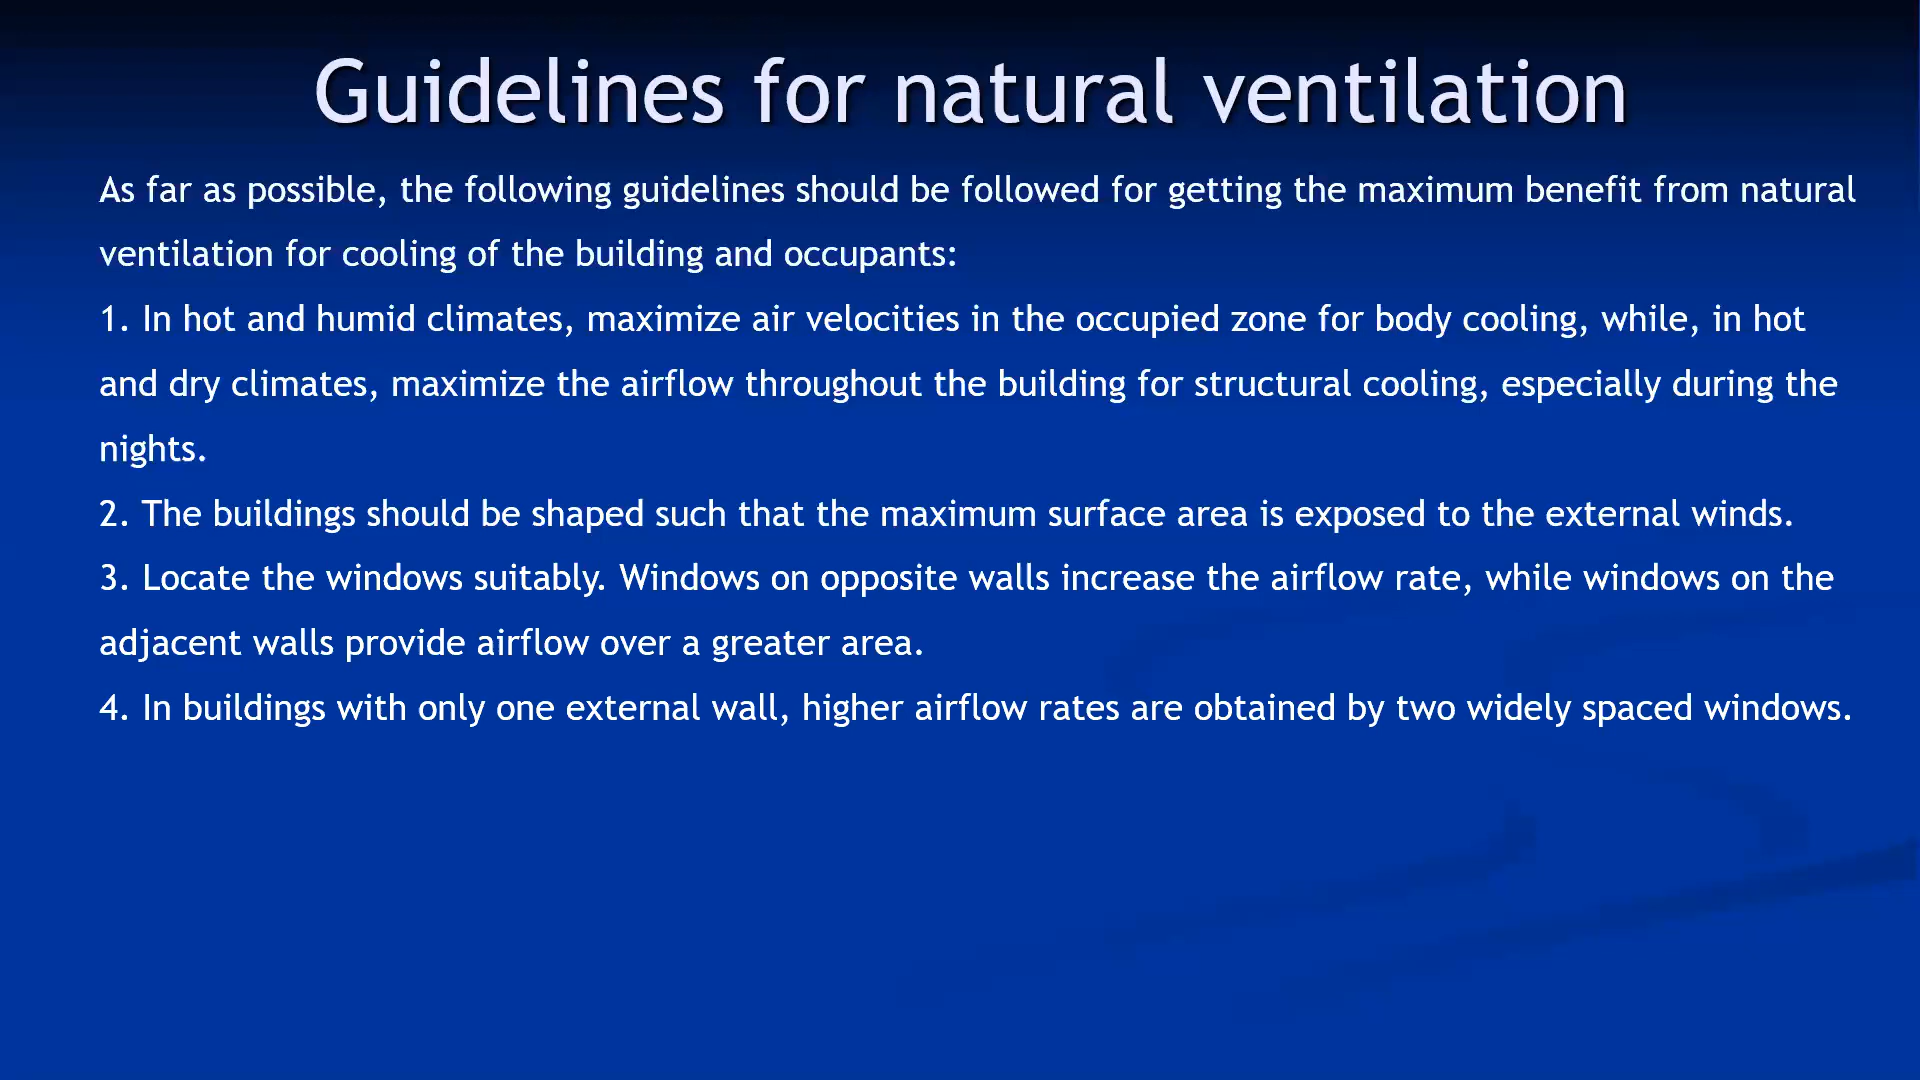 Guidelines for natural ventilation
As far as possible, the following guidelines should be followed for getting the maximum benefit from natural
ventilation for cooling of the building and occupants:
1. In hot and humid climates, maximize air velocities in the occupied zone for body cooling, while, in hot
and dry climates, maximize the airflow throughout the building for structural cooling, especially during the
nights.
2. The buildings should be shaped such that the maximum surface area is exposed to the external winds.
3. Locate the windows suitably. Windows on opposite walls increase the airflow rate, while windows on the
adjacent walls provide airflow over a greater area.
4. In buildings with only one external wall, higher airflow rates are obtained by two widely spaced windows.